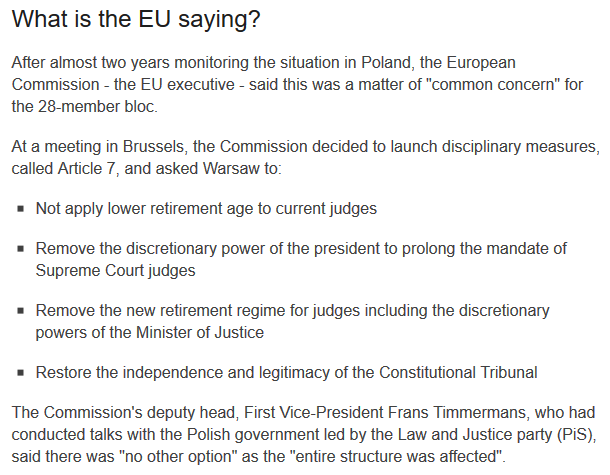 What is the EU saying?
After almost two years monitoring the situation in Poland, the European
Commission - the EU executive - said this was a matter of "common concern" for
the 28-member bloc.
At a meeting in Brussels, the Commission decided to launch disciplinary measures,
called Article 7, and asked Warsaw to:
▪ Not apply lower retirement age to current judges
▪ Remove the discretionary power of the president to prolong the mandate of
Supreme Court judges
▪ Remove the new retirement regime for judges including the discretionary
powers of the Minister of Justice
▪ Restore the independence and legitimacy of the Constitutional Tribunal
The Commission's deputy head, First Vice-President Frans Timmermans, who had
conducted talks with the Polish government led by the Law and Justice party (PiS),
said there was "no other option" as the "entire structure was affected".